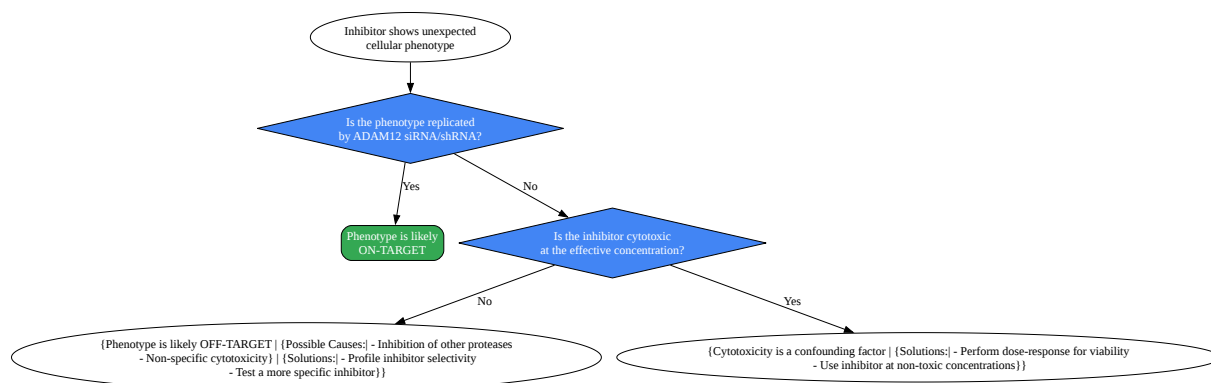 Inhibitor shows unexpected
cellular phenotype
Is the phenotype replicated
by ADAM12 siRNA/shRNA?
Yes
No
Phenotype is likely
ON-TARGET
Is the inhibitor cytotoxic
at the effective concentration?
No
Yes
{Phenotype is likely OFF-TARGET | {Possible Causes:| - Inhibition of other proteases
- Non-specific cytotoxicity} | {Solutions:| - Profile inhibitor selectivity
- Test a more specific inhibitor}}
{Cytotoxicity is a confounding factor | {Solutions:| - Perform dose-response for viability
- Use inhibitor at non-toxic concentrations}}